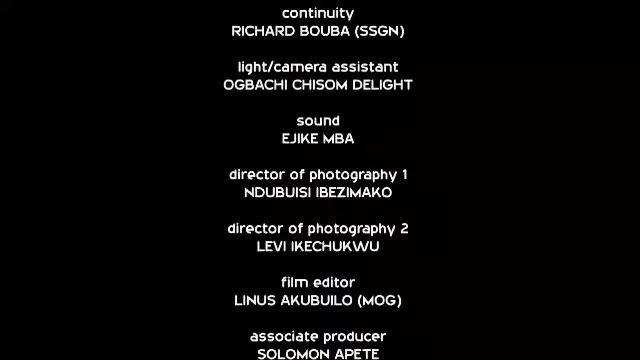 continuity
RICHARD BOUBA (SSGN)
light/camera assistant
OGBACHI CHISOM DELIGHT
sound
EJIKE MBA
director of photography 1
NDUBUISI IBEZIMAKO
director of photography 2
LEVI IKECHUKWU
film editor
LINUS AKUBUILO (MOG)
associate producer
SOLOMON APETE